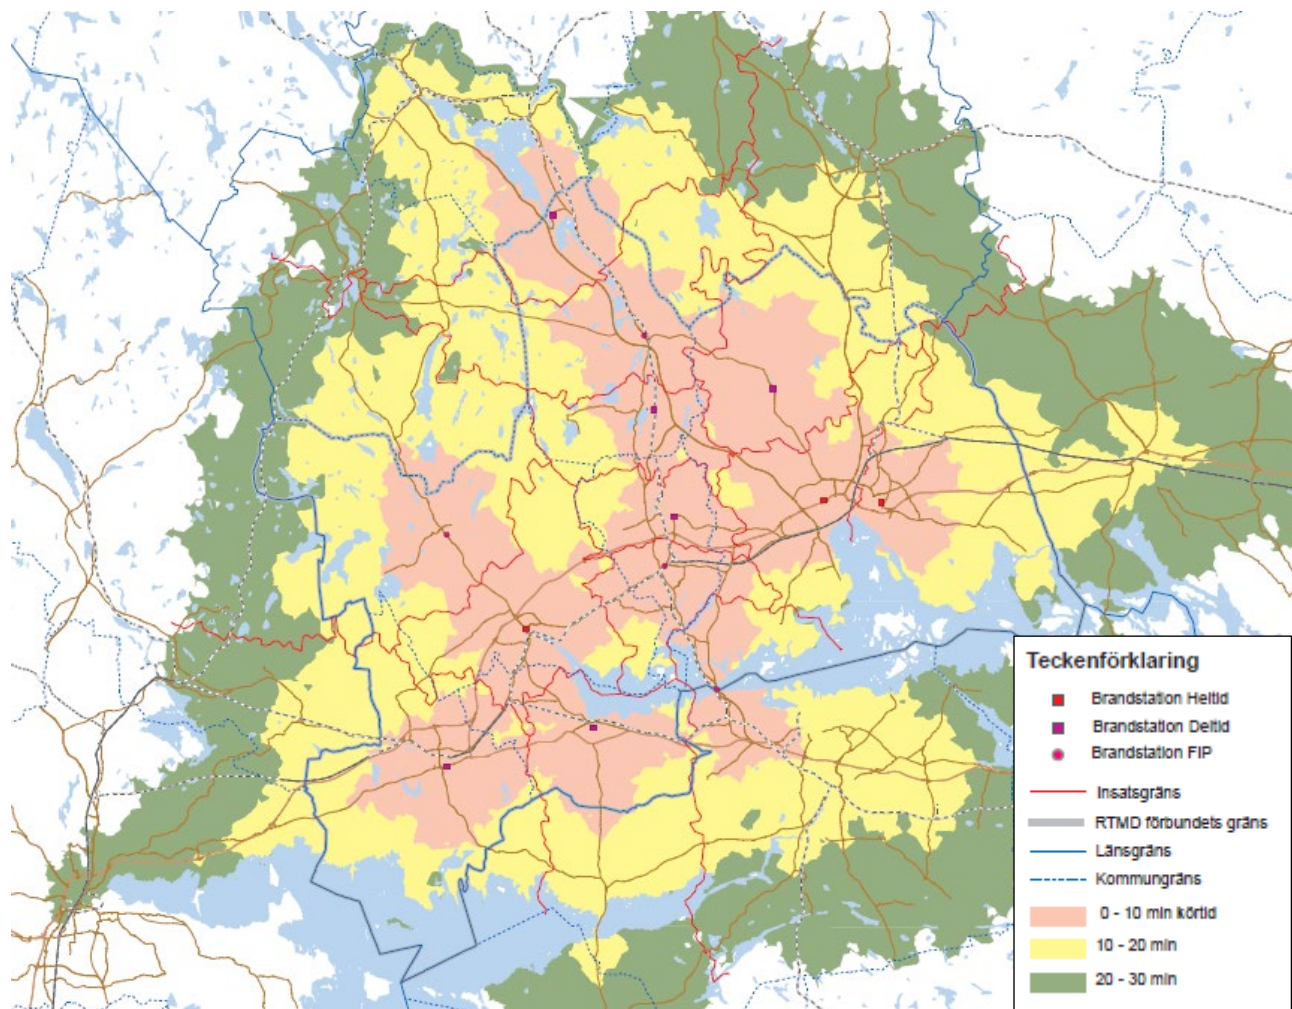 Teckenförklaring
Brandstation Heltid
Brandstation Deltid
Brandstation FIP
Insatsgräns
RTMD förbundets gräns
Länsgräns
Kommungräns
0 - 10 min körtid
10 - 20 min
20 - 30 min